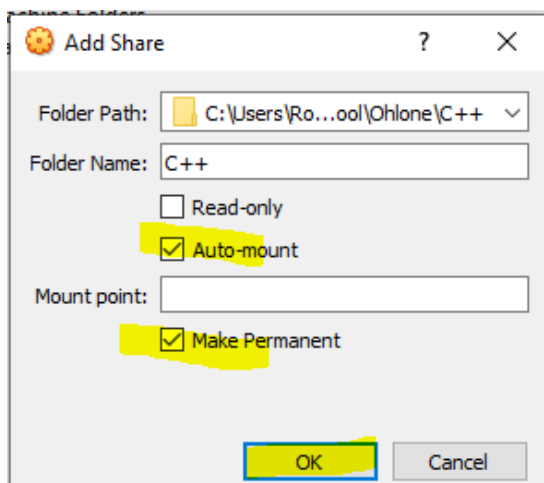 Add Share ? X
Folder Path: C:\Users\Ro...ool\Ohlone\C++
Folder Name: C++
Read-only
Auto-mount
Mount point:
Make Permanent
OK Cancel